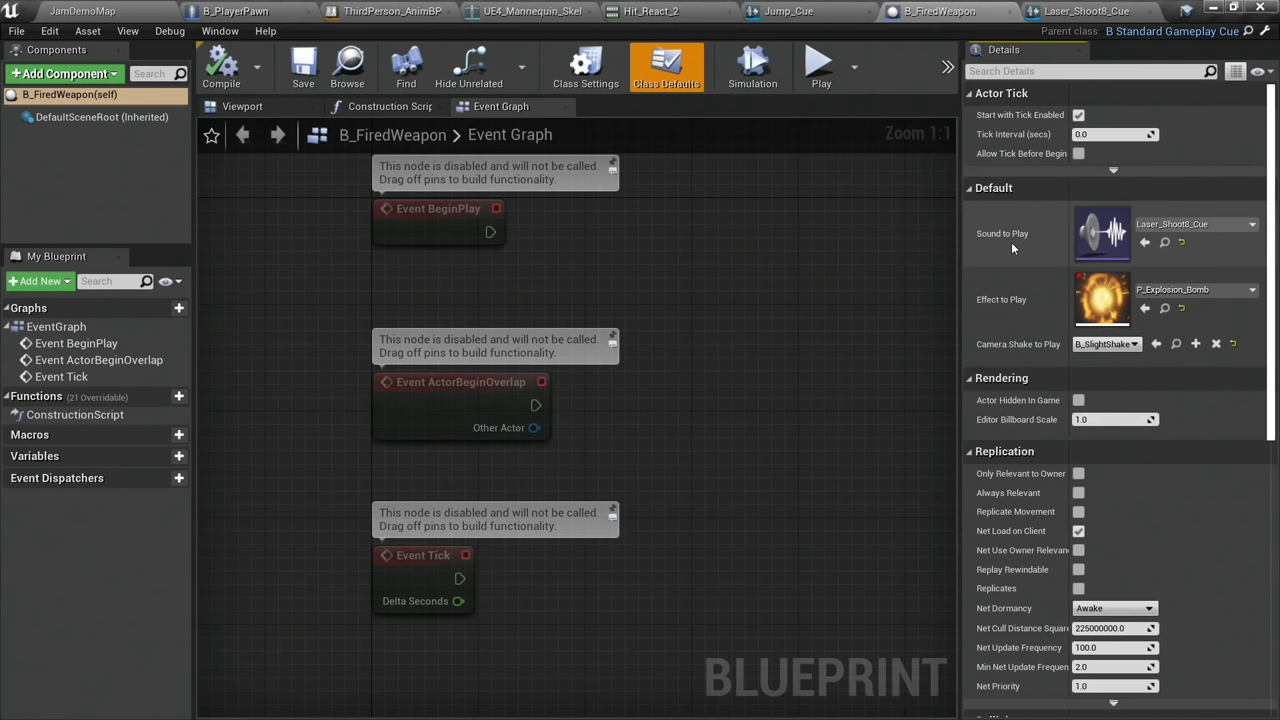 JamDemoMap
B_PlayerPawn
ThirdPerson_AnimBP
UE4_Mannequin_Skel
Hit_React_2
Jump_Cue
B_FiredWeapon
Laser_Shoot8_Cue
File Edit Asset View Debug Window Help
Parent class: B Standard Gameplay Cue
Components
+Add Component
Search
B_FiredWeapon(self)
DefaultSceneRoot (Inherited)
My Blueprint
+Add New
Search
Graphs
EventGraph
Event BeginPlay
Event ActorBeginOverlap
Event Tick
Functions (21 Overridable)
ConstructionScript
Macros
Variables
Event Dispatchers
Compile
Save
Browse
Find
Hide Unrelated
Class Settings
Class Defaults
Simulation
Play
Viewport
Construction Scrip
Event Graph
B_FiredWeapon > Event Graph
Zoom 1:1
This node is disabled and will not be called.
Drag off pins to build functionality.
Event BeginPlay
This node is disabled and will not be called.
Drag off pins to build functionality.
Event ActorBeginOverlap
Other Actor
This node is disabled and will not be called.
Drag off pins to build functionality.
Event Tick
Delta Seconds
BLUEPRINT
Details
Search Details
Actor Tick
Start with Tick Enabled
Tick Interval (secs) 0.0
Allow Tick Before Begin
Default
Sound to Play Laser_Shoot8_Cue
Effect to Play P_Explosion_Bomb
Camera Shake to Play B_SlightShake
Rendering
Actor Hidden In Game
Editor Billboard Scale 1.0
Replication
Only Relevant to Owner
Always Relevant
Replicate Movement
Net Load on Client
Net Use Owner Relevan
Replay Rewindable
Replicates
Net Dormancy Awake
Net Cull Distance Squar 225000000.0
Net Update Frequency 100.0
Min Net Update Frequen 2.0
Net Priority 1.0